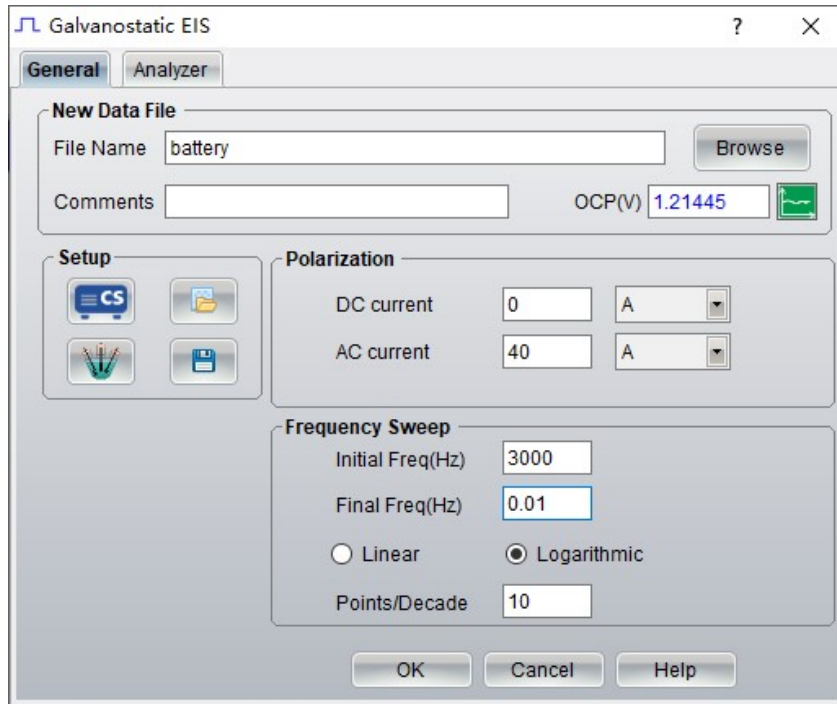 Galvanostatic EIS
?
General Analyzer
New Data File
File Name battery Browse
Comments OCP(V) 1.21445
Setup
CS
Polarization
DC current 0 A
AC current 40 A
Frequency Sweep
Initial Freq(Hz) 3000
Final Freq(Hz) 0.01
Linear Logarithmic
Points/Decade 10
OK Cancel Help